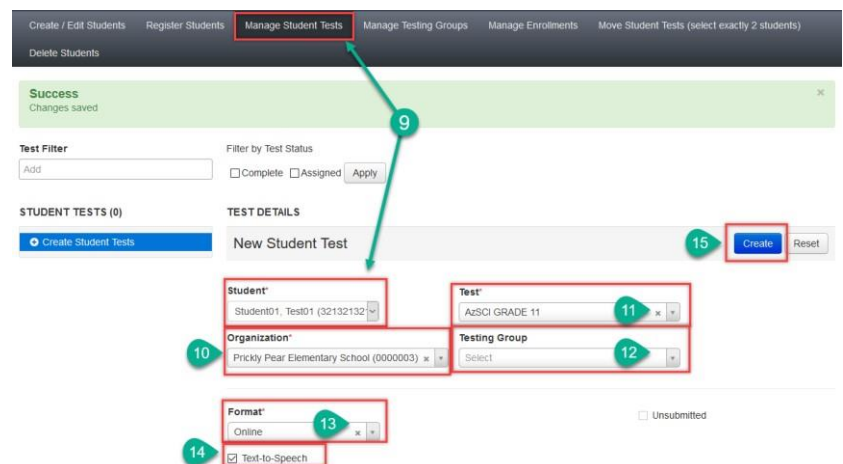 Create / Edit Students Register Students Manage Student Tests Manage Testing Groups Manage Enrollments Move Student Tests (select exactly 2 students)
Delete Students
Success ×
Changes saved
9
Test Filter Filter by Test Status
Add Complete Assigned Apply
STUDENT TESTS (0) TEST DETAILS
Create Student Tests New Student Test 15 Create Reset
Student* Test*
Student01, Test01 (32132132 AzSCI GRADE 11 11 ×
Organization* Testing Group
10 Prickly Pear Elementary School (0000003) × Select 12
Format* Unsubmitted
Online 13 ×
14 Text-to-Speech